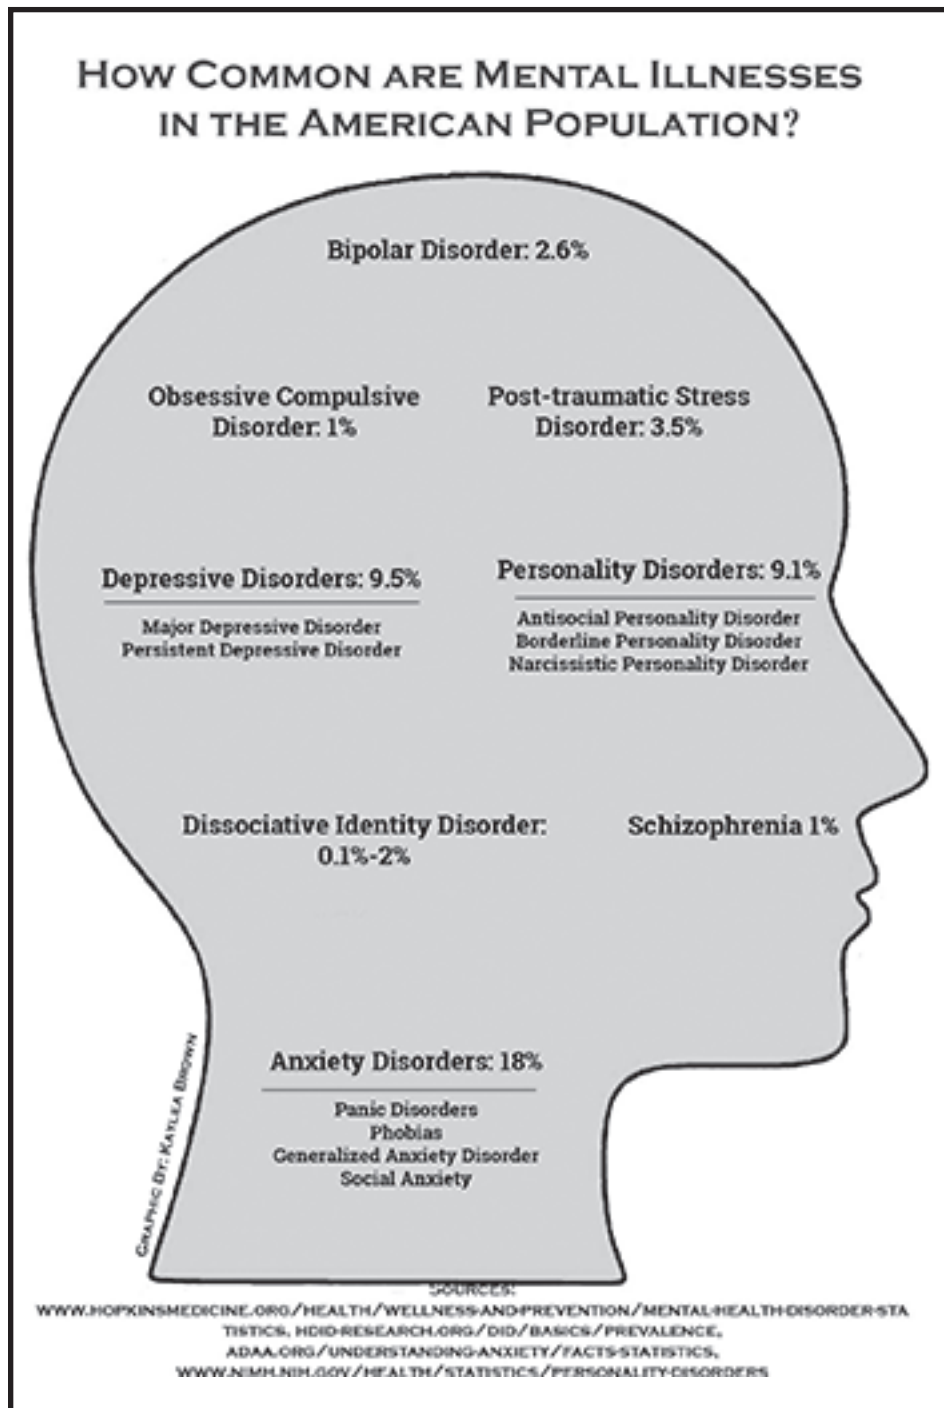 HOW COMMON ARE MENTAL ILLNESSES
IN THE AMERICAN POPULATION?
Bipolar Disorder: 2.6%
Obsessive Compulsive
Disorder: 1%
Post-traumatic Stress
Disorder: 3.5%
Depressive Disorders: 9.5%
Major Depressive Disorder
Persistent Depressive Disorder
Personality Disorders: 9.1%
Antisocial Personality Disorder
Borderline Personality Disorder
Narcissistic Personality Disorder
Dissociative Identity Disorder:
0.1%-2%
Schizophrenia 1%
Anxiety Disorders: 18%
Panic Disorders
Phobias
Generalized Anxiety Disorder
Social Anxiety
GRAPHIC BY: KAYLEA BROWN
SOURCES:
WWW.HOPKINSMEDICINE.ORG/HEALTH/WELLNESS-AND-PREVENTION/MENTAL-HEALTH-DISORDER-STA
TISTICS, HDID-RESEARCH.ORG/DID/BASICS/PREVALENCE,
ADAA.ORG/UNDERSTANDING-ANXIETY/FACTS-STATISTICS,
WWW.NIMH.NIH.GOV/HEALTH/STATISTICS/PERSONALITY-DISORDERS